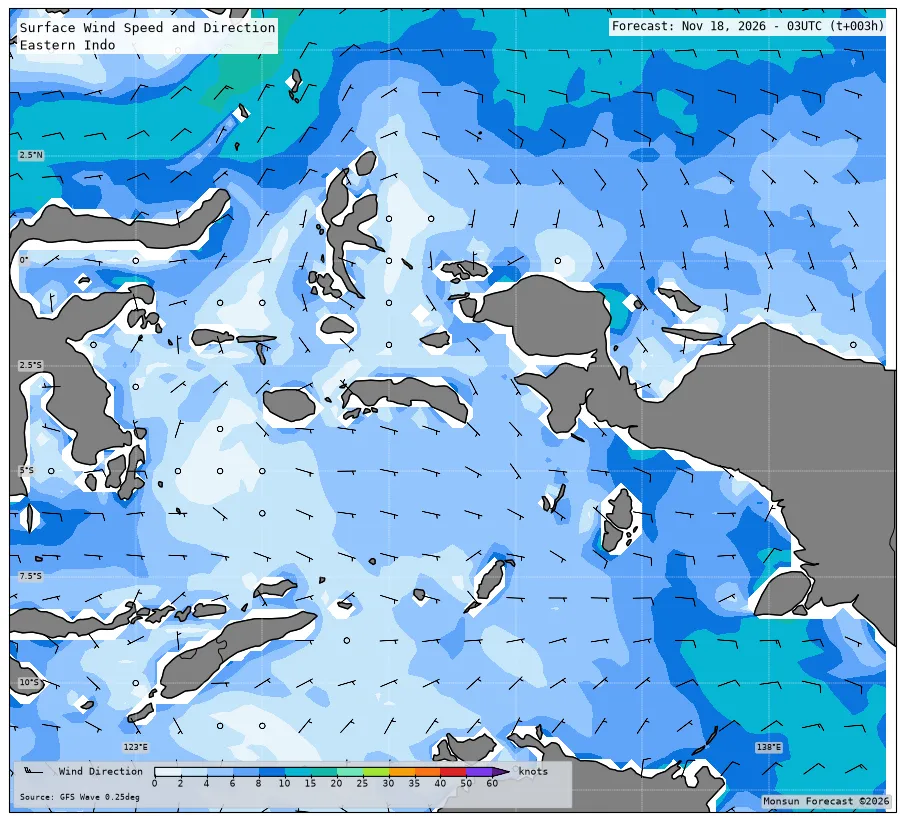 Surface Wind Speed and Direction
Eastern Indo
Forecast: Nov 18, 2026 - 03UTC (t+003h)
2.5°N
0°
2.5°S
5°S
7.5°S
10°S
123°E
138°E
Wind Direction
0 2 4 6 8 10 15 20 25 30 35 40 50 60
knots
Source: GFS Wave 0.25deg
Monsun Forecast ©2026